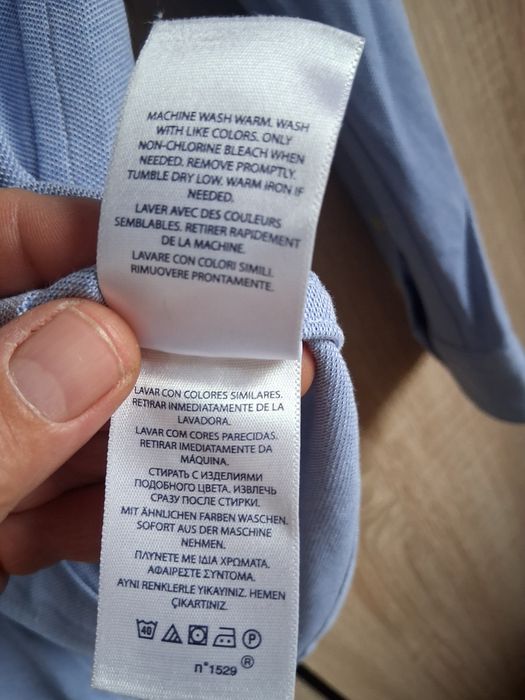 MACHINE WASH WARM. WASH
WITH LIKE COLORS. ONLY
NON-CHLORINE BLEACH WHEN
NEEDED. REMOVE PROMPTLY.
TUMBLE DRY LOW. WARM IRON IF
NEEDED.
LAVER AVEC DES COULEURS
SEMBLABLES. RETIRER RAPIDEMENT
DE LA MACHINE.
LAVARE CON COLORI SIMILI.
RIMUOVERE PRONTAMENTE.
LAVAR CON COLORES SIMILARES.
RETIRAR INMEDIATAMENTE DE LA
LAVADORA.
LAVAR COM CORES PARECIDAS.
RETIRAR IMEDIATAMENTE DA
MÁQUINA.
СТИРАТЬ С ИЗДЕЛИЯМИ
ПОДОБНОГО ЦВЕТА. ИЗВЛЕЧЬ
СРАЗУ ПОСЛЕ СТИРКИ.
MIT ÄHNLICHEN FARBEN WASCHEN.
SOFORT AUS DER MASCHINE
NEHMEN.
ΠΛΥΝΕΤΕ ΜΕ ΙΔΙΑ ΧΡΩΜΑΤΑ.
ΑΦΑΙΡΕΣΤΕ ΣΥΝΤΟΜΑ.
AYNI RENKLERLE YIKAYINIZ. HEMEN
ÇIKARTINIZ.
40 P
n°1529 ®